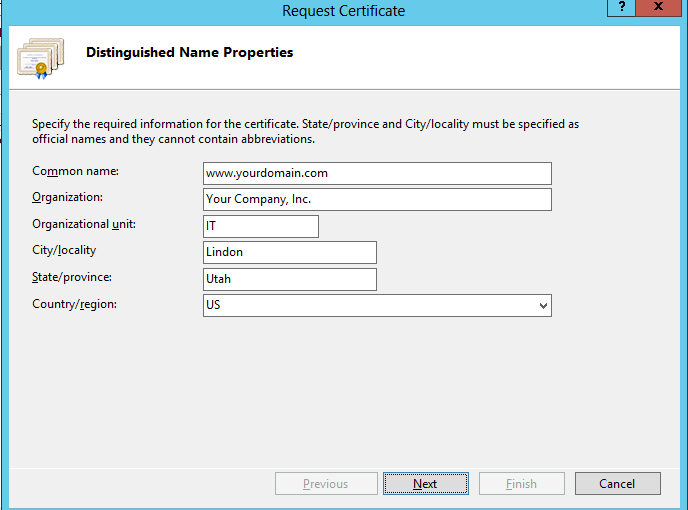 Request Certificate
?
x
Distinguished Name Properties
Specify the required information for the certificate. State/province and City/locality must be specified as
official names and they cannot contain abbreviations.
Common name:
www.yourdomain.com
Organization:
Your Company, Inc.
Organizational unit:
IT
City/locality
Lindon
State/province:
Utah
Country/region:
US
Previous
Next
Finish
Cancel